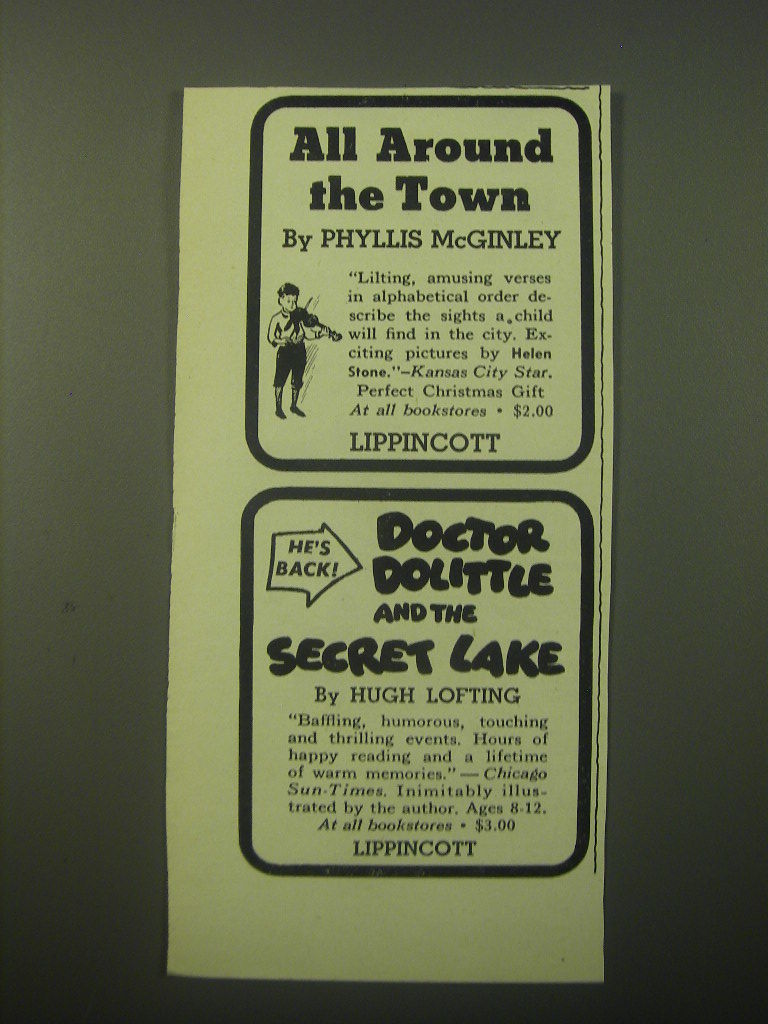 All Around
the Town
By PHYLLIS McGINLEY
"Lilting, amusing verses
in alphabetical order de-
scribe the sights a child
will find in the city. Ex-
citing pictures by Helen
Stone."—Kansas City Star.
Perfect Christmas Gift
At all bookstores • $2.00
LIPPINCOTT
HE'S
BACK!
DOCTOR
DOLITTLE
AND THE
SECRET LAKE
By HUGH LOFTING
"Baffling, humorous, touching
and thrilling events. Hours of
happy reading and a lifetime
of warm memories." — Chicago
Sun-Times. Inimitably illus-
trated by the author. Ages 8-12.
At all bookstores • $3.00
LIPPINCOTT